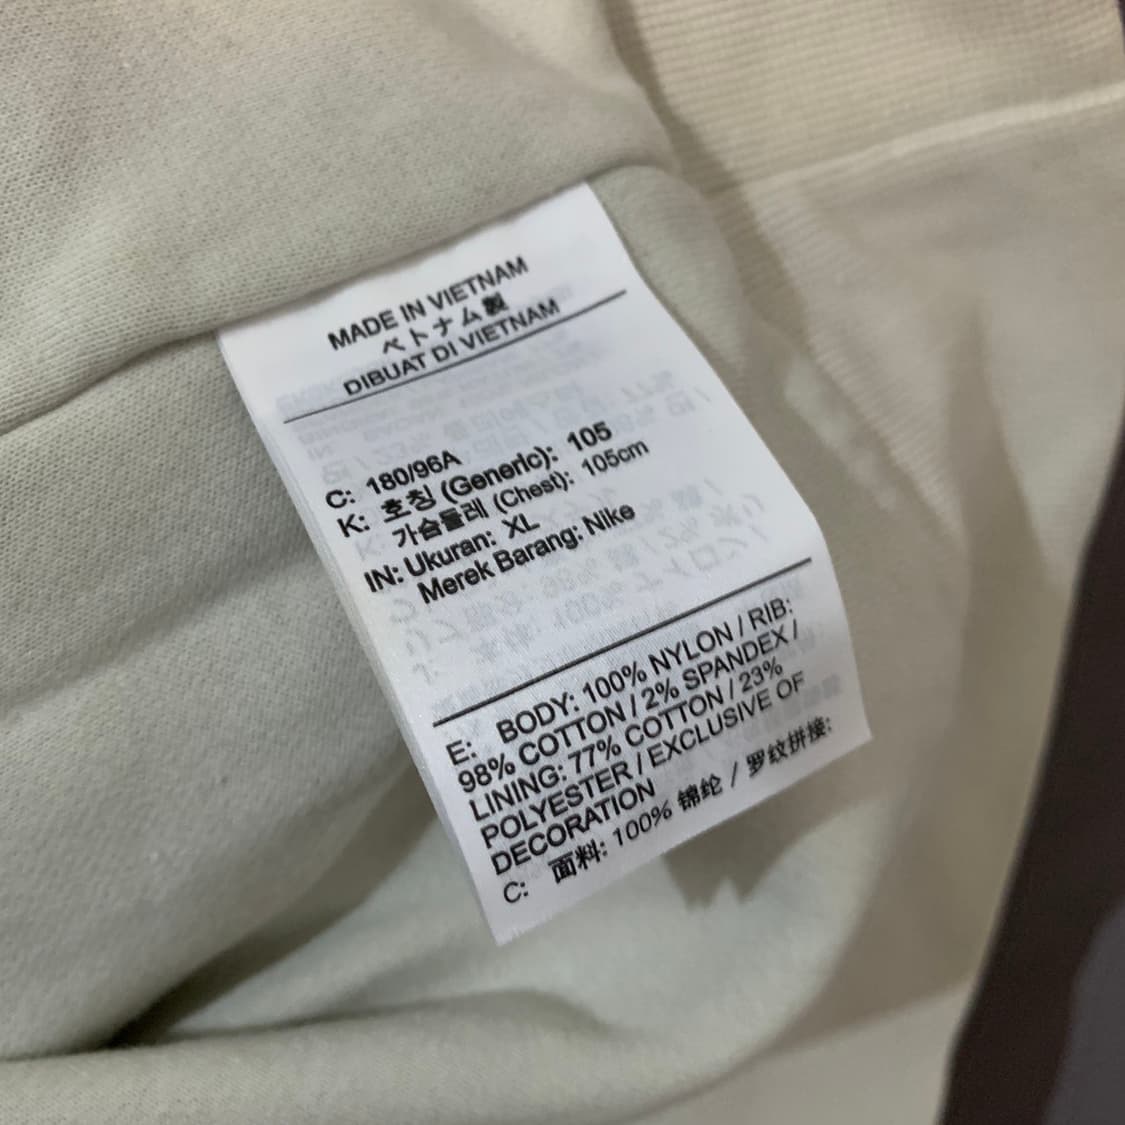 MADE IN VIETNAM
ベトナム製
DIBUAT DI VIETNAM
C: 180/96A
K: 호칭 (Generic): 105
가슴둘레 (Chest): 105cm
IN: Ukuran: XL
Merek Barang: Nike
E: BODY: 100% NYLON / RIB:
98% COTTON / 2% SPANDEX /
LINING: 77% COTTON / 23%
POLYESTER / EXCLUSIVE OF
DECORATION
C: 面料: 100% 锦纶 / 罗纹拼接: